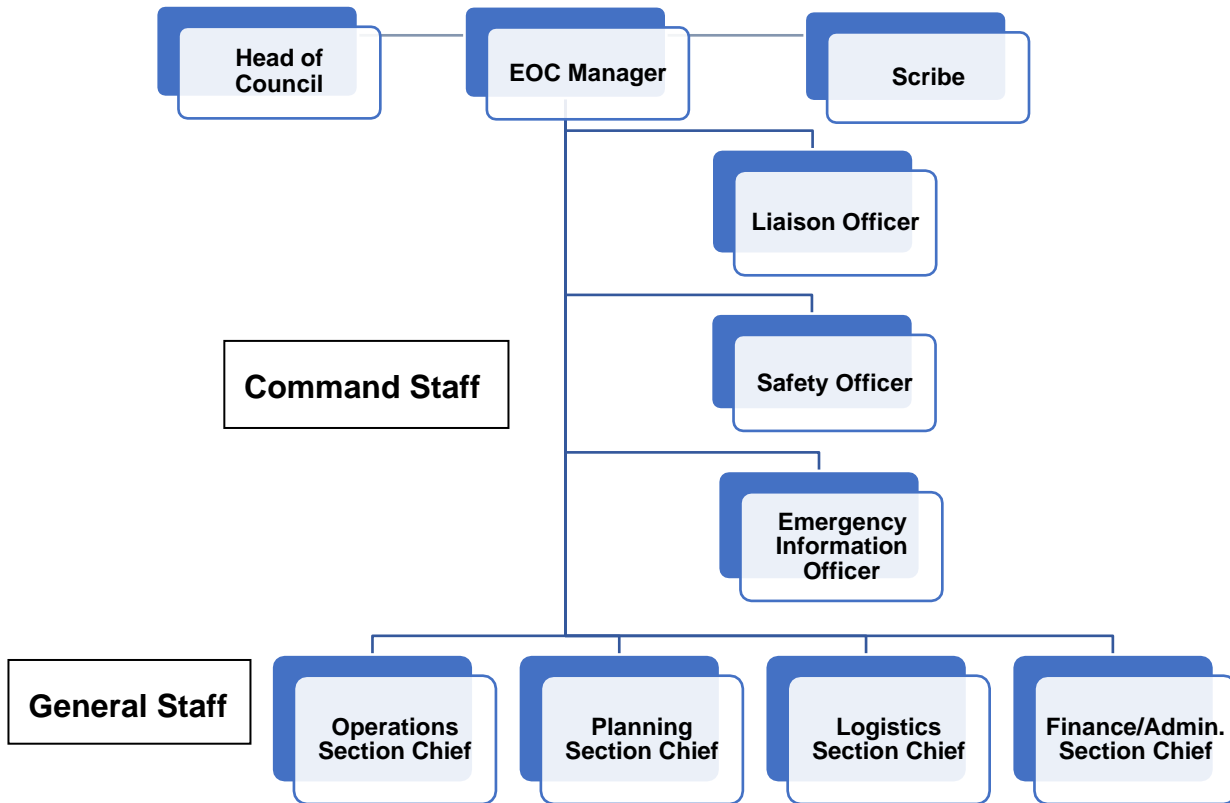 Head of
Council
EOC Manager
Scribe
Liaison Officer
Safety Officer
Command Staff
Emergency
Information
Officer
General Staff
Operations
Section Chief
Planning
Section Chief
Logistics
Section Chief
Finance/Admin.
Section Chief